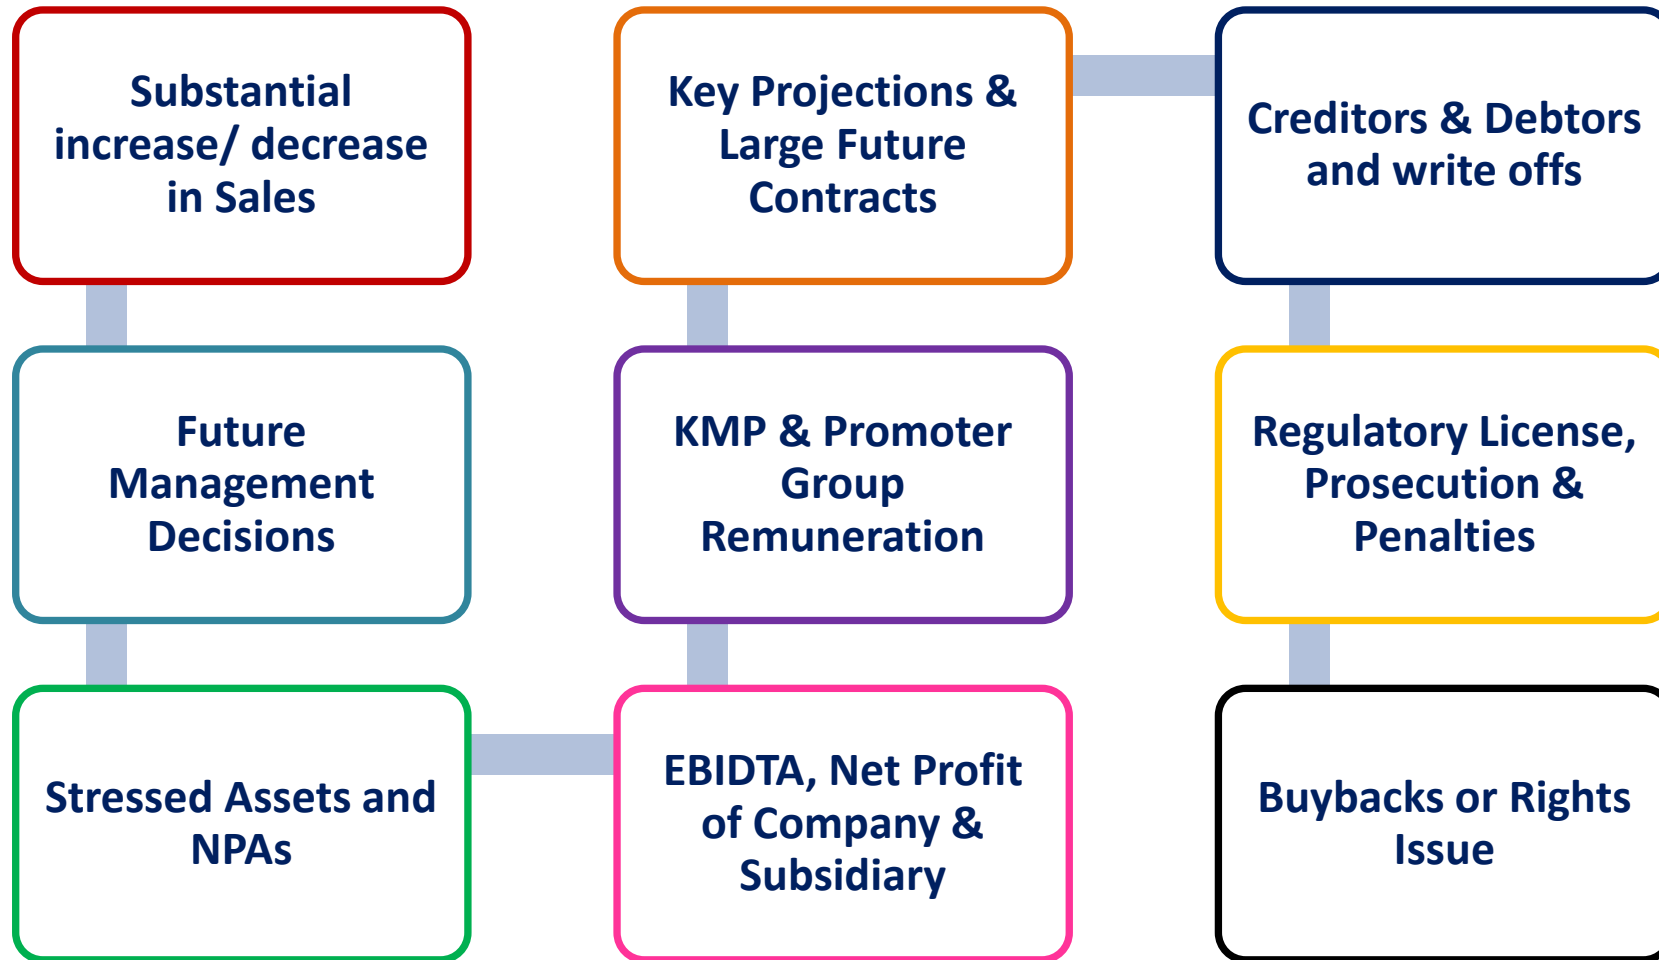 Substantial
increase/ decrease
in Sales
Future
Management
Decisions
Stressed Assets and
NPAs
EBIDTA, Net Profit
of Company &
Subsidiary
KMP & Promoter
Group
Remuneration
Key Projections &
Large Future
Contracts
Creditors & Debtors
and write offs
Regulatory License,
Prosecution &
Penalties
Buybacks or Rights
Issue